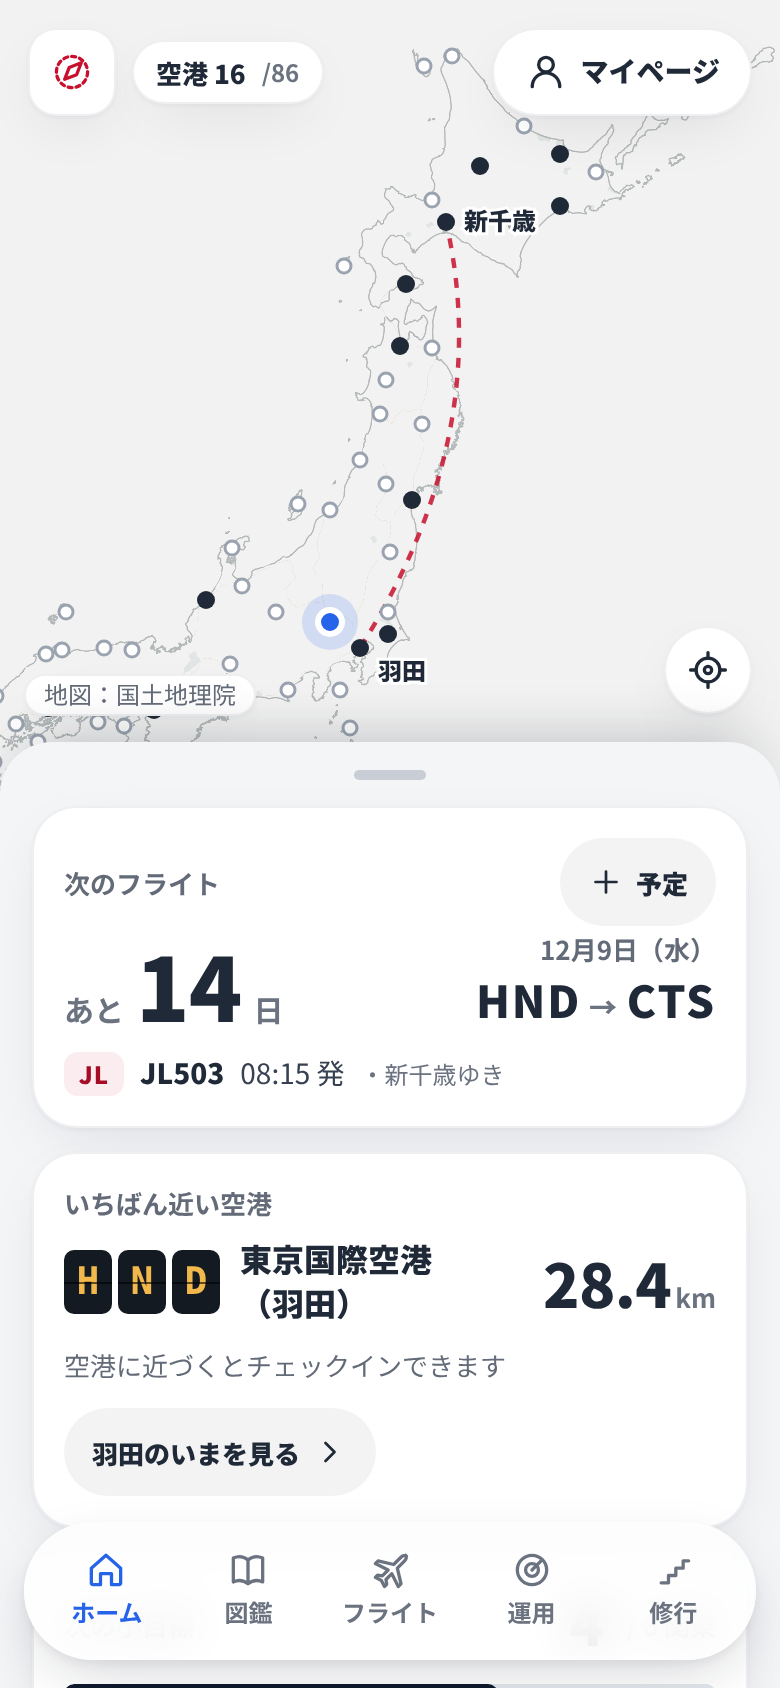 空港 16 /86
マイページ
新千歳
羽田
地図：国土地理院
次のフライト
予定
12月9日（水）
あと 14 日
HND → CTS
JL JL503 08:15 発 ・新千歳ゆき
いちばん近い空港
HND
東京国際空港
（羽田）
28.4km
空港に近づくとチェックインできます
羽田のいまを見る
ホーム
図鑑
フライト
運用
修行